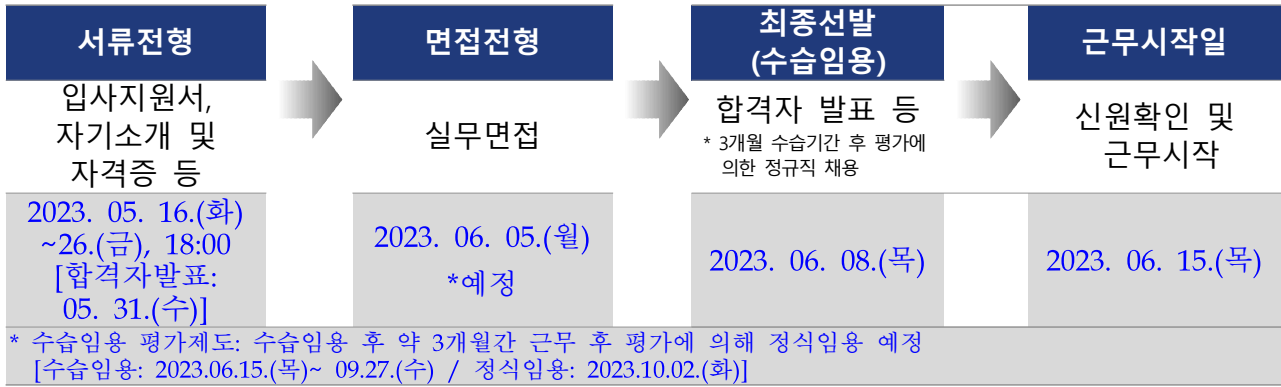 서류전형
입사지원서,
자기소개 및
자격증 등
2023. 05. 16.(화)
~26.(금), 18:00
[합격자발표:
05. 31.(수)]
면접전형
실무면접
2023. 06. 05.(월)
*예정
최종선발
(수습임용)
합격자 발표 등
* 3개월 수습기간 후 평가에
의한 정규직 채용
2023. 06. 08.(목)
근무시작일
신원확인 및
근무시작
2023. 06. 15.(목)
* 수습임용 평가제도: 수습임용 후 약 3개월간 근무 후 평가에 의해 정식임용 예정
[수습임용: 2023.06.15.(목)~ 09.27.(수) / 정식임용: 2023.10.02.(화)]